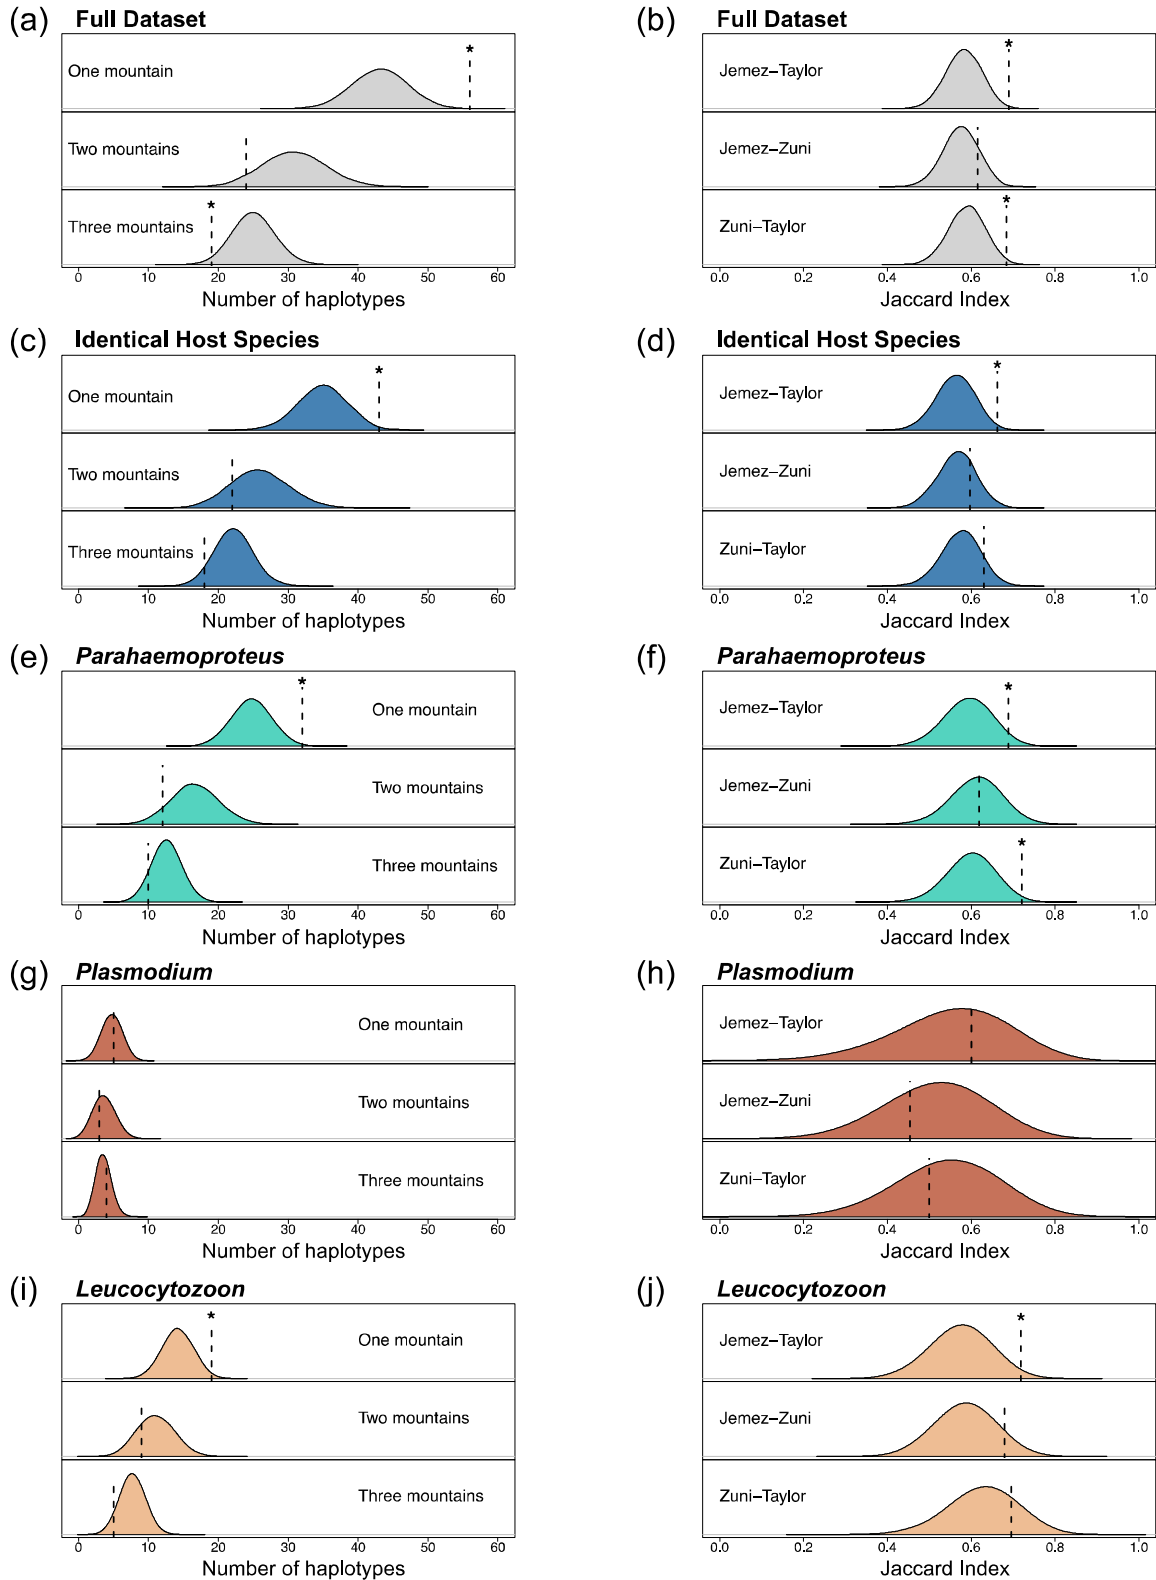 (a) Full Dataset
*
One mountain
Two mountains
*
Three mountains
0 10 20 30 40 50 60
Number of haplotypes
(b) Full Dataset
*
Jemez–Taylor
Jemez–Zuni
*
Zuni–Taylor
0.0 0.2 0.4 0.6 0.8 1.0
Jaccard Index
(c) Identical Host Species
*
One mountain
Two mountains
Three mountains
0 10 20 30 40 50 60
Number of haplotypes
(d) Identical Host Species
*
Jemez–Taylor
Jemez–Zuni
Zuni–Taylor
0.0 0.2 0.4 0.6 0.8 1.0
Jaccard Index
(e) Parahaemoproteus
*
One mountain
Two mountains
Three mountains
0 10 20 30 40 50 60
Number of haplotypes
(f) Parahaemoproteus
*
Jemez–Taylor
Jemez–Zuni
*
Zuni–Taylor
0.0 0.2 0.4 0.6 0.8 1.0
Jaccard Index
(g) Plasmodium
One mountain
Two mountains
Three mountains
0 10 20 30 40 50 60
Number of haplotypes
(h) Plasmodium
Jemez–Taylor
Jemez–Zuni
Zuni–Taylor
0.0 0.2 0.4 0.6 0.8 1.0
Jaccard Index
(i) Leucocytozoon
*
One mountain
Two mountains
Three mountains
0 10 20 30 40 50 60
Number of haplotypes
(j) Leucocytozoon
*
Jemez–Taylor
Jemez–Zuni
Zuni–Taylor
0.0 0.2 0.4 0.6 0.8 1.0
Jaccard Index